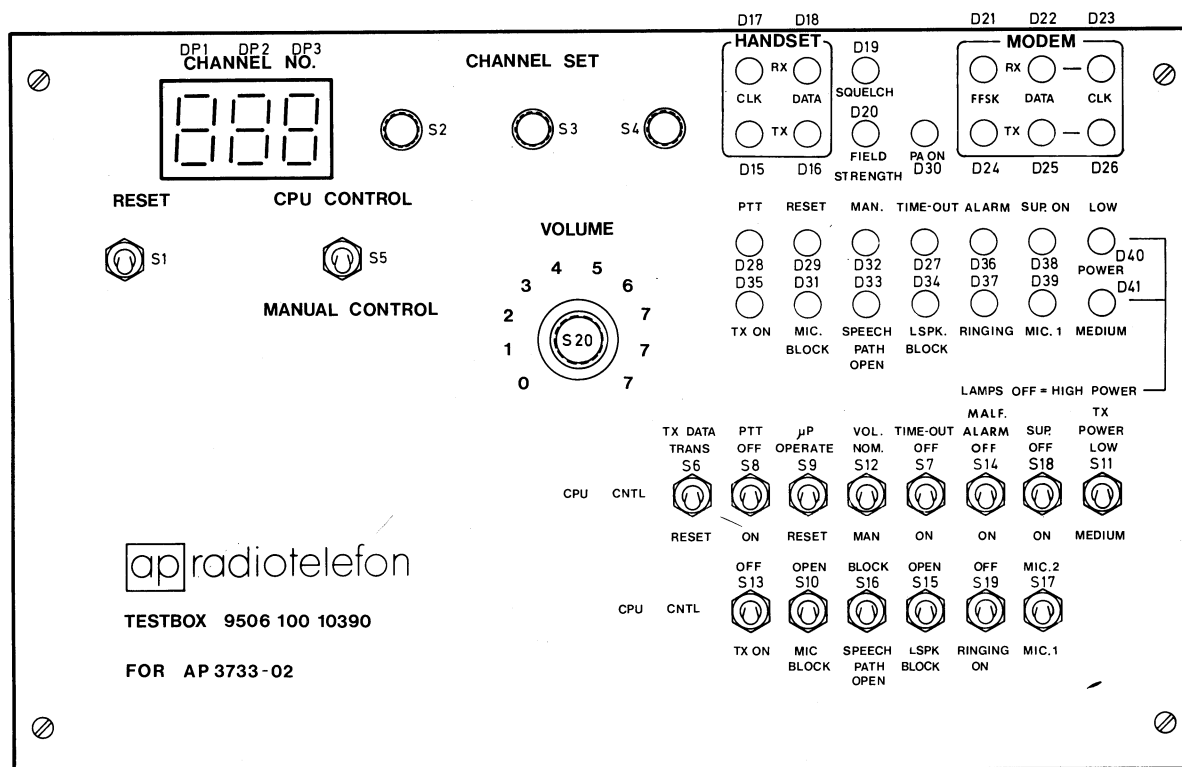 D17 D18 D21 D22 D23
DP1 DP2 DP3
CHANNEL NO.
CHANNEL SET
S2
S3
S4
HANDSET
RX
CLK DATA
TX
D15 D16
D19
SQUELCH
D20
FIELD
STRENGTH
PA ON
D30
MODEM
RX — 
FFSK DATA CLK
TX —
D24 D25 D26
RESET
CPU CONTROL
S1
S5
MANUAL CONTROL
VOLUME
0 1 2 3 4 5 6 7 7 7
S20
PTT RESET MAN. TIME-OUT ALARM SUP. ON LOW
D28 D29 D32 D27 D36 D38 D40
POWER
D35 D31 D33 D34 D37 D39 D41
TX ON MIC. SPEECH LSPK. RINGING MIC. 1 MEDIUM
BLOCK PATH BLOCK
OPEN
LAMPS OFF = HIGH POWER
MALF. TX
TX DATA PTT µP VOL. TIME-OUT ALARM SUP. POWER
TRANS OFF OPERATE NOM. OFF OFF OFF LOW
S6 S8 S9 S12 S7 S14 S18 S11
CPU CNTL
RESET ON RESET MAN ON ON ON MEDIUM
OFF OPEN BLOCK OPEN OFF MIC.2
S13 S10 S16 S15 S19 S17
CPU CNTL
TX ON MIC SPEECH LSPK RINGING MIC.1
BLOCK PATH BLOCK ON
OPEN
ap radiotelefon
TESTBOX 9506 100 10390
FOR AP 3733-02